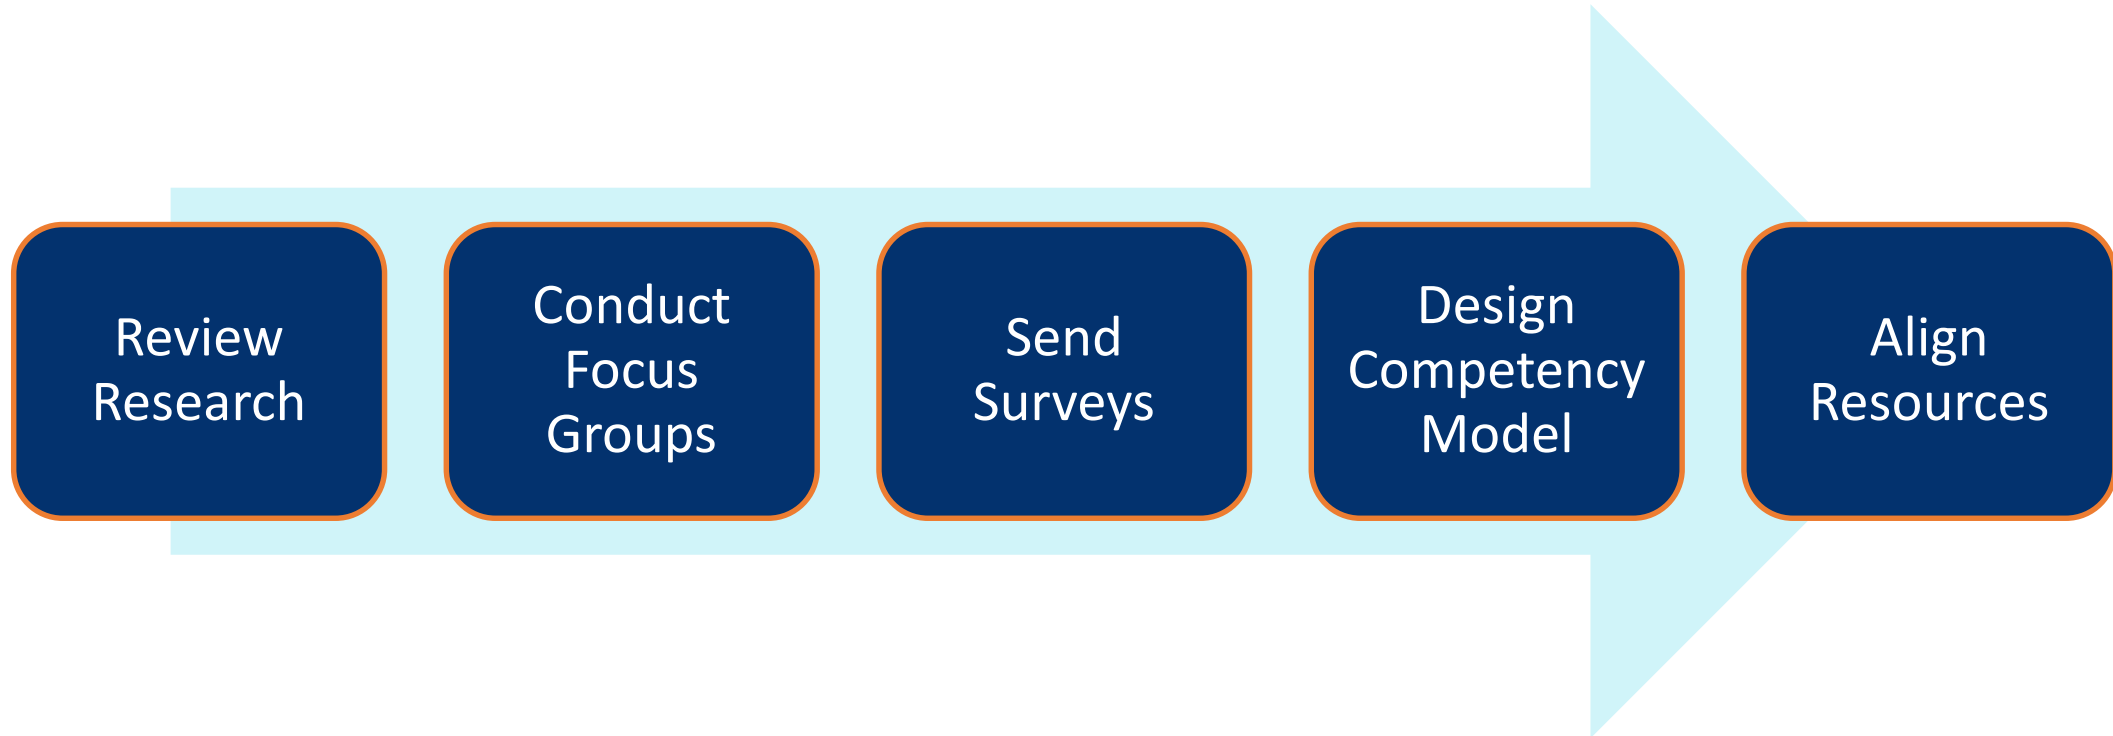 Review
Research
Conduct
Focus
Groups
Send
Surveys
Design
Competency
Model
Align
Resources